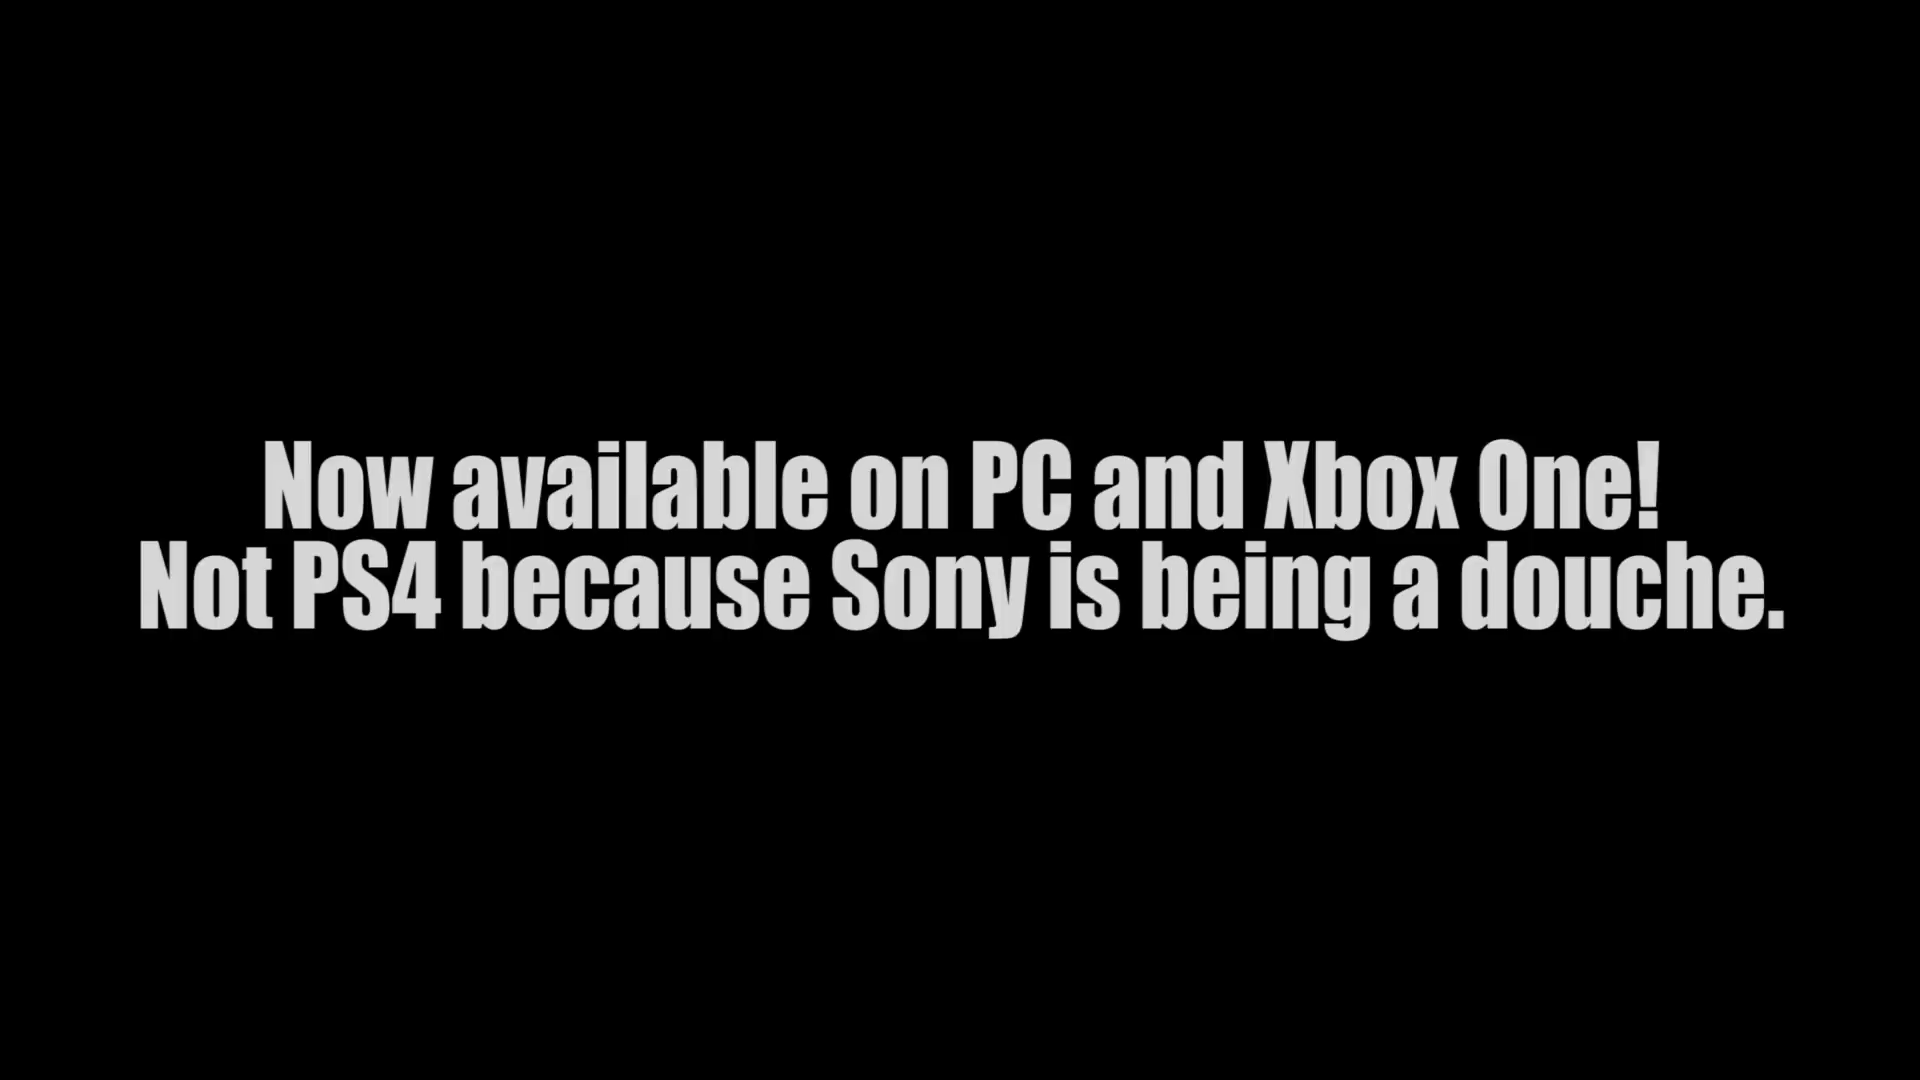 Now available on PC and Xbox One!
Not PS4 because Sony is being a douche.